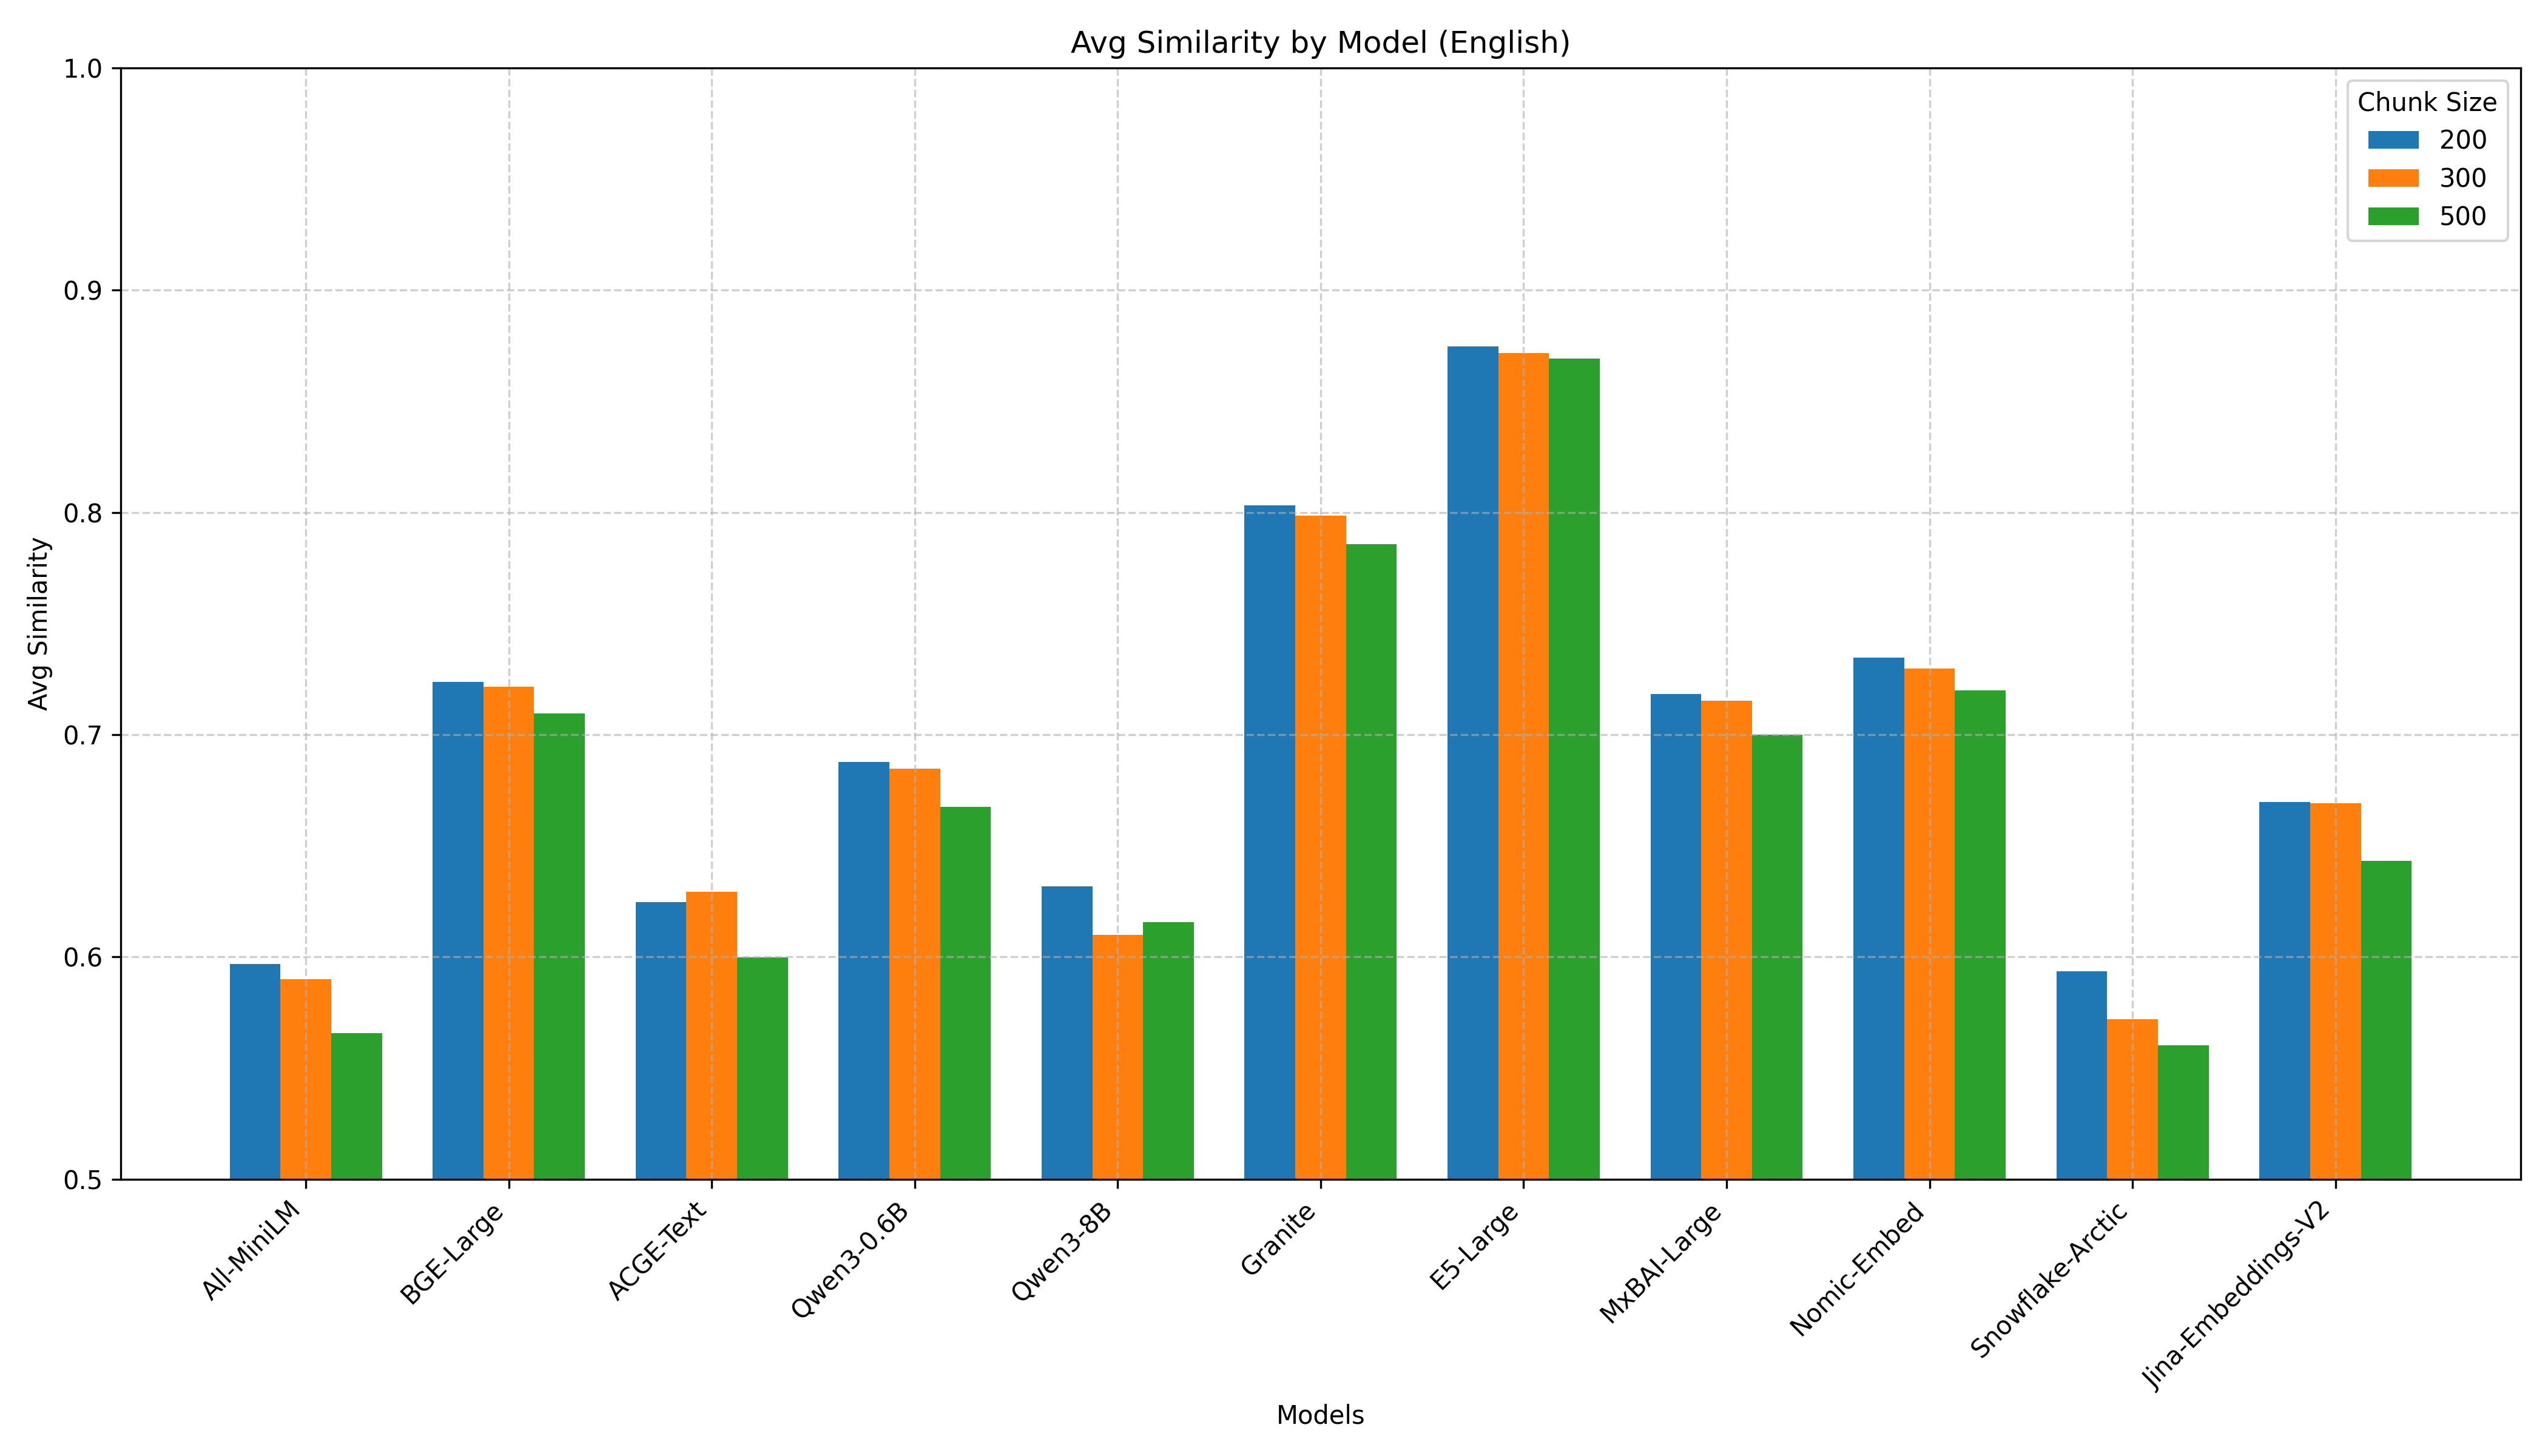 Avg Similarity by Model (English)
Chunk Size
200
300
500
Avg Similarity
1.0
0.9
0.8
0.7
0.6
0.5
All-MiniLM
BGE-Large
ACGE-Text
Qwen3-0.6B
Qwen3-8B
Granite
E5-Large
MxBAI-Large
Nomic-Embed
Snowflake-Arctic
Jina-Embeddings-V2
Models